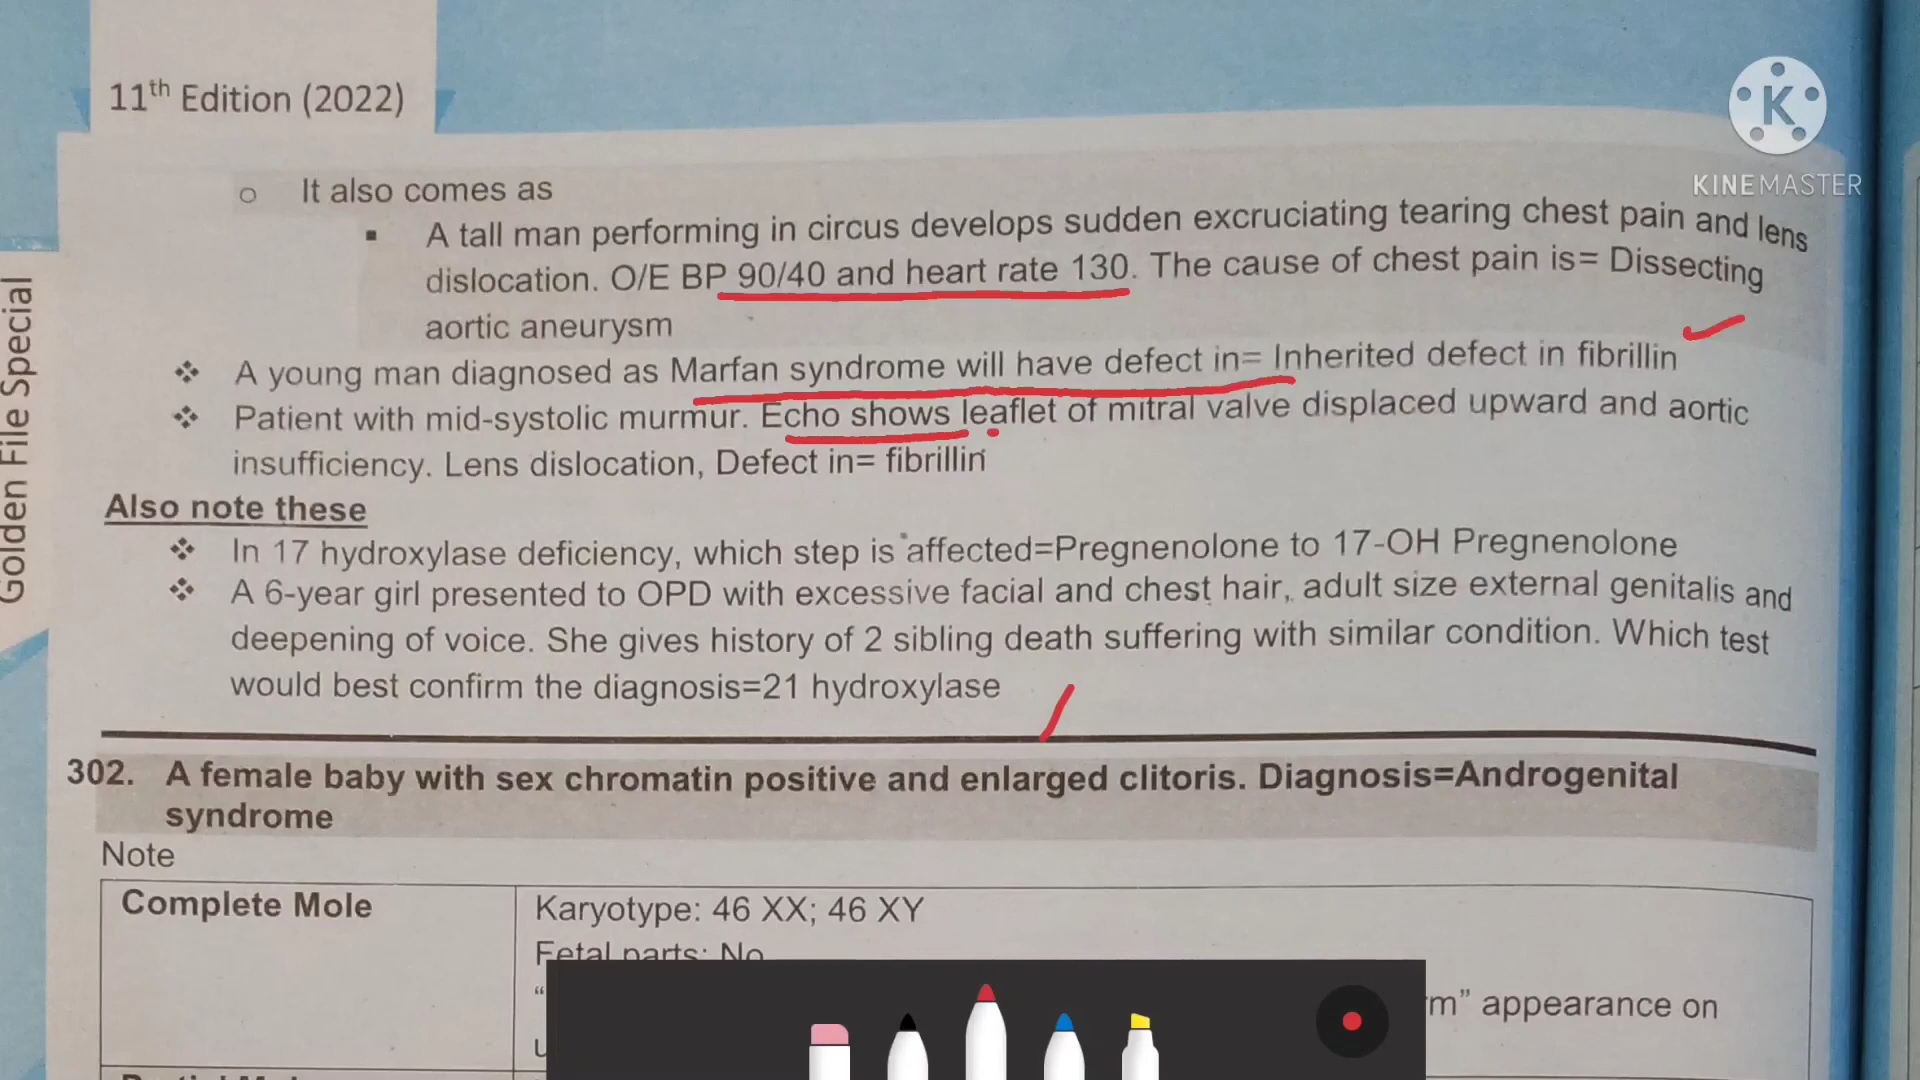 11th Edition (2022)
KINEMASTER
Golden File Special
o It also comes as
▪ A tall man performing in circus develops sudden excruciating tearing chest pain and lens
dislocation. O/E BP 90/40 and heart rate 130. The cause of chest pain is= Dissecting
aortic aneurysm
❖ A young man diagnosed as Marfan syndrome will have defect in= Inherited defect in fibrillin
❖ Patient with mid-systolic murmur. Echo shows leaflet of mitral valve displaced upward and aortic
insufficiency. Lens dislocation, Defect in= fibrillin
Also note these
❖ In 17 hydroxylase deficiency, which step is affected=Pregnenolone to 17-OH Pregnenolone
❖ A 6-year girl presented to OPD with excessive facial and chest hair, adult size external genitalis and
deepening of voice. She gives history of 2 sibling death suffering with similar condition. Which test
would best confirm the diagnosis=21 hydroxylase
302. A female baby with sex chromatin positive and enlarged clitoris. Diagnosis=Androgenital
syndrome
Note
Complete Mole
Karyotype: 46 XX; 46 XY
Fetal parts: No
appearance on